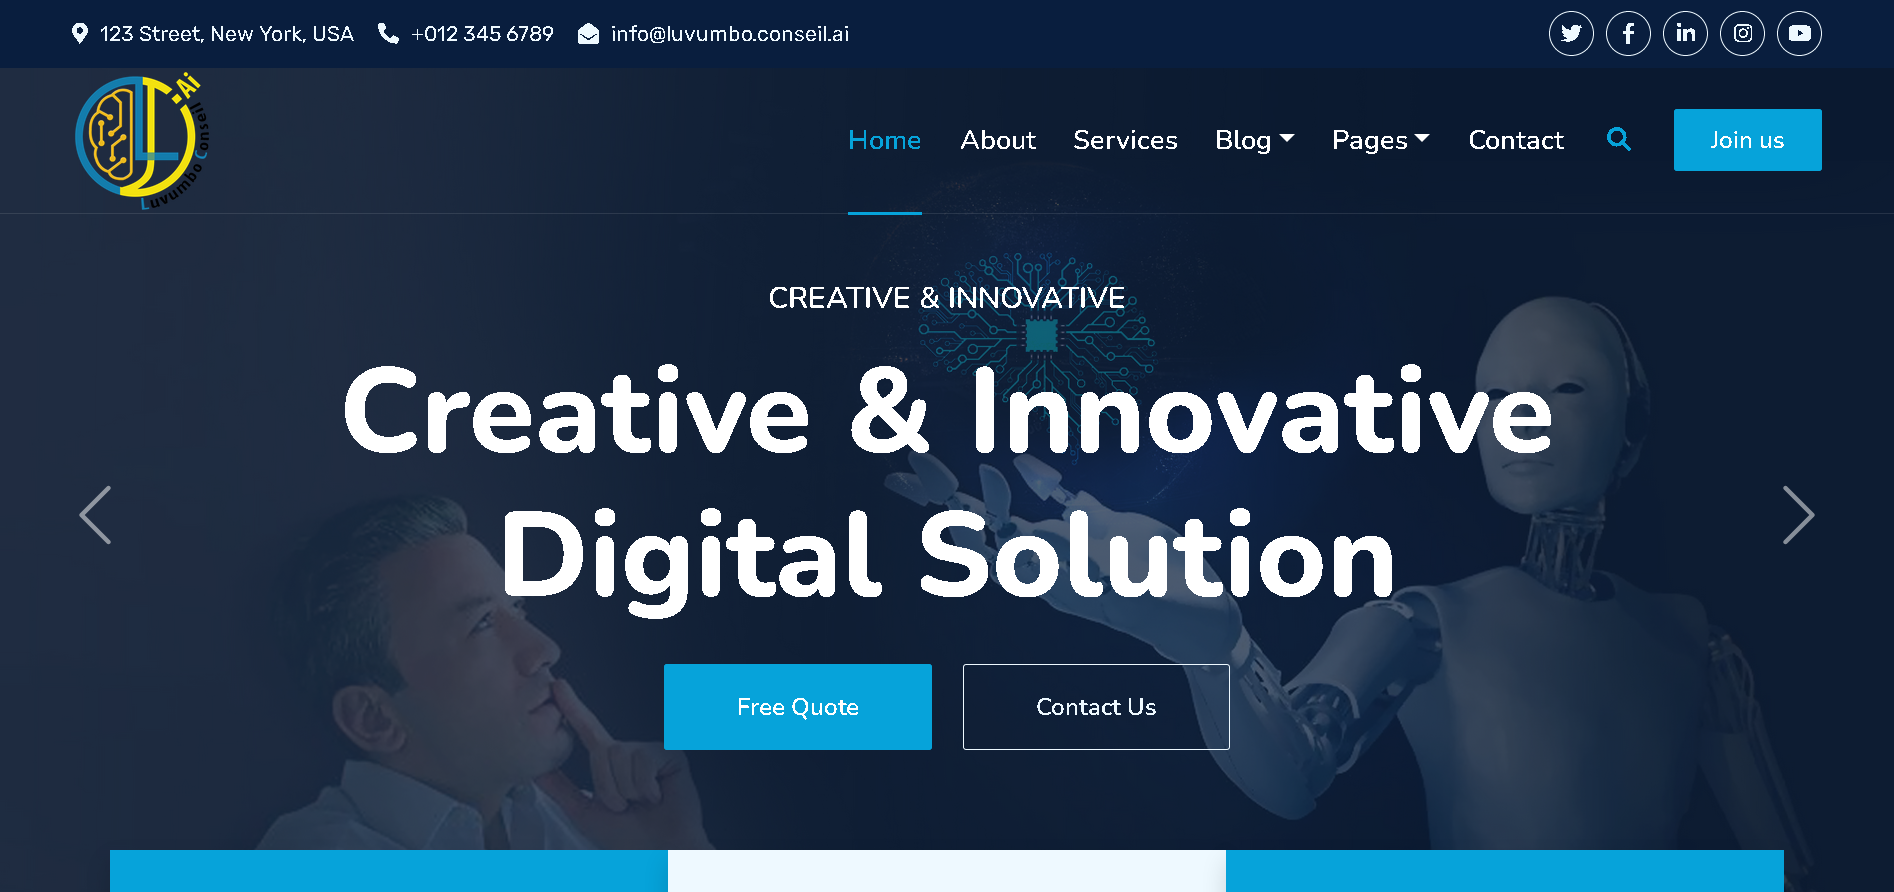 123 Street, New York, USA +012 345 6789 info@luvumbo.conseil.ai
.Ai
Luvumbo Conseil
Home About Services Blog Pages Contact Join us
CREATIVE & INNOVATIVE
Creative & Innovative
Digital Solution
Free Quote Contact Us